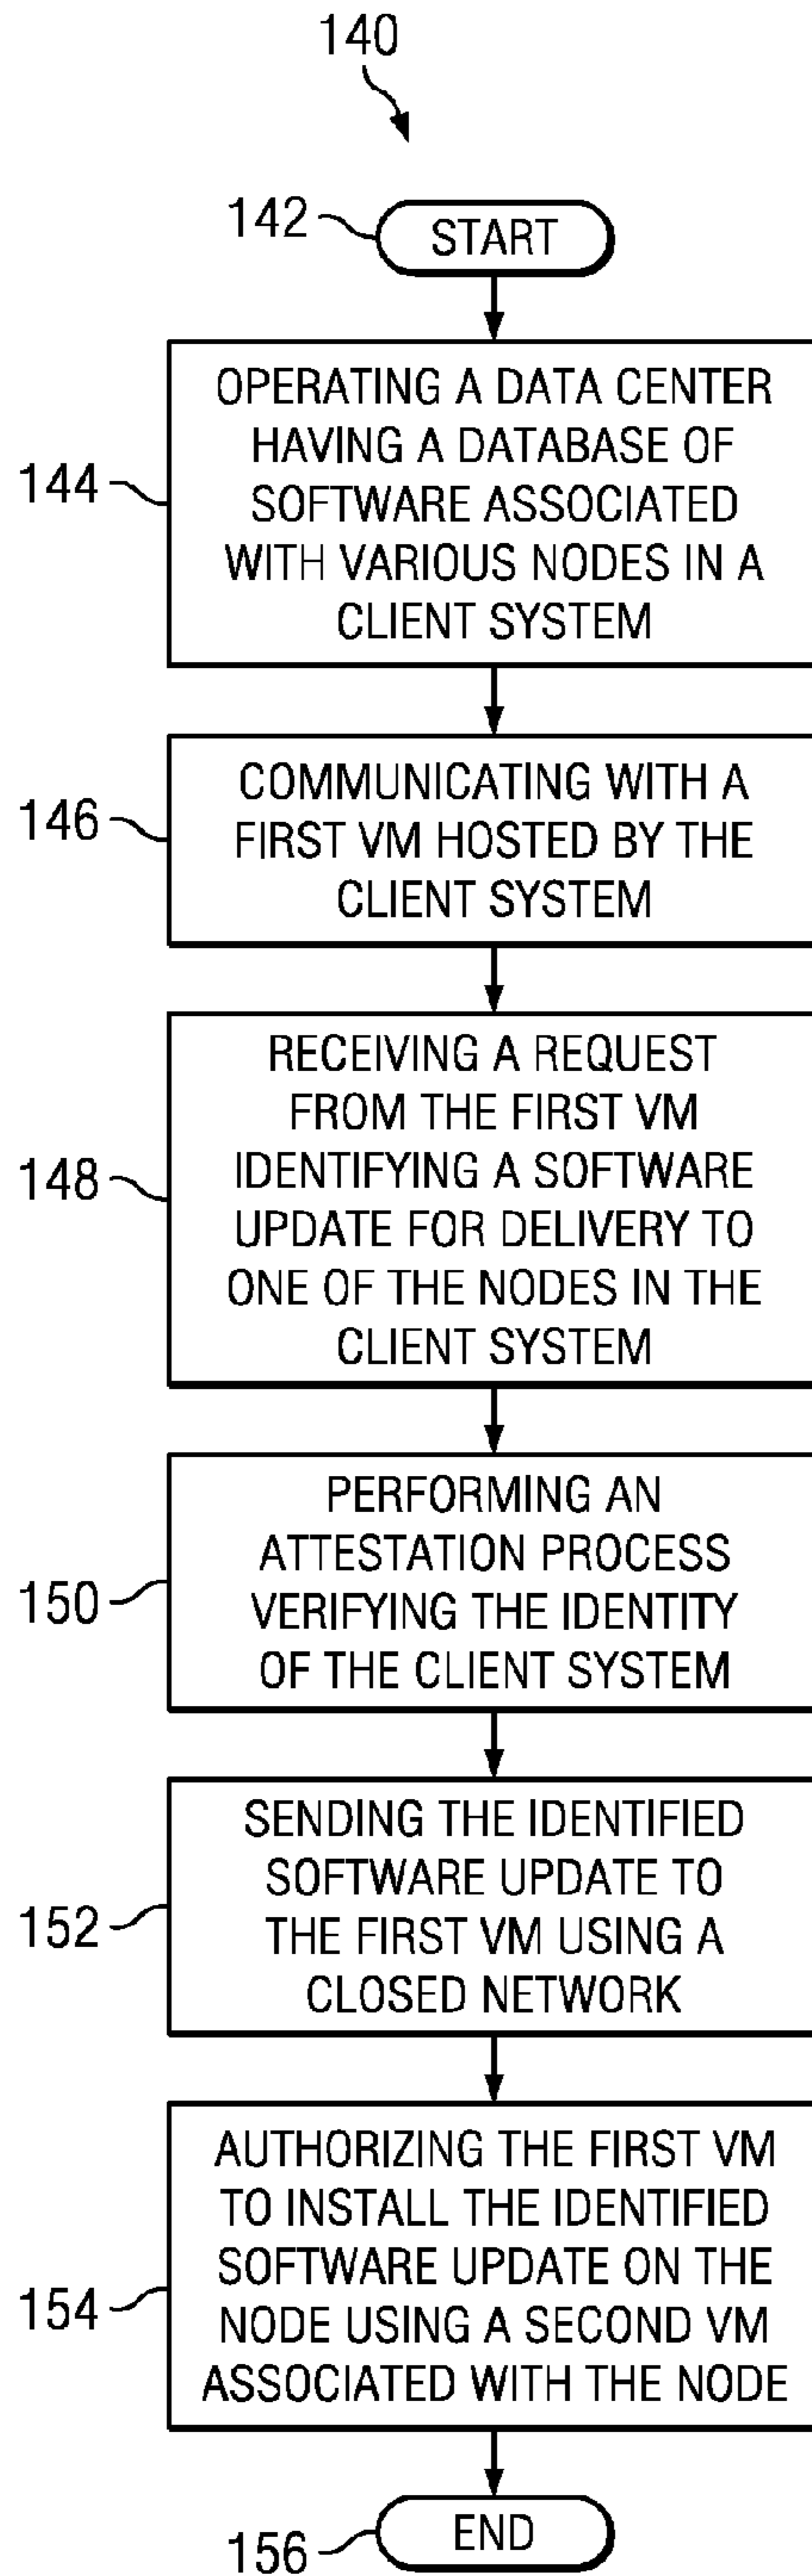 140
142
START
144
OPERATING A DATA CENTER
HAVING A DATABASE OF
SOFTWARE ASSOCIATED
WITH VARIOUS NODES IN A
CLIENT SYSTEM
146
COMMUNICATING WITH A
FIRST VM HOSTED BY THE
CLIENT SYSTEM
148
RECEIVING A REQUEST
FROM THE FIRST VM
IDENTIFYING A SOFTWARE
UPDATE FOR DELIVERY TO
ONE OF THE NODES IN THE
CLIENT SYSTEM
150
PERFORMING AN
ATTESTATION PROCESS
VERIFYING THE IDENTITY
OF THE CLIENT SYSTEM
152
SENDING THE IDENTIFIED
SOFTWARE UPDATE TO
THE FIRST VM USING A
CLOSED NETWORK
154
AUTHORIZING THE FIRST VM
TO INSTALL THE IDENTIFIED
SOFTWARE UPDATE ON THE
NODE USING A SECOND VM
ASSOCIATED WITH THE NODE
156
END